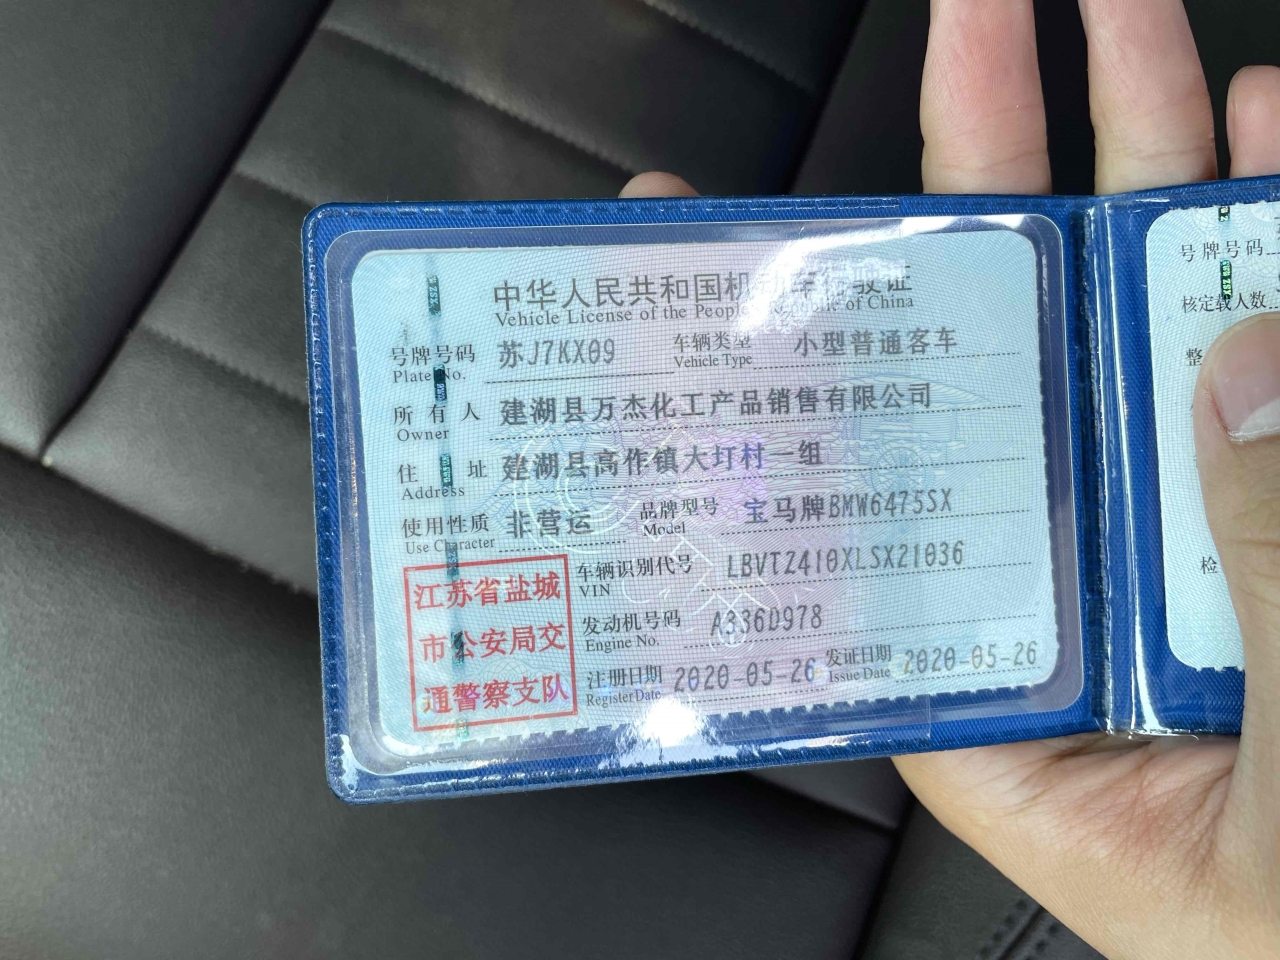 中华人民共和国机动车行驶证
Vehicle License of the People's Republic of China
号牌号码 苏J7KX09 车辆类型 小型普通客车
Plate No. Vehicle Type
所有人 建湖县万杰化工产品销售有限公司
Owner
住址 建湖县高作镇大圢村一组
Address
使用性质 非营运 品牌型号 宝马牌BMW6475SX
Use Character Model
车辆识别代号 LBVTZ410XLSX21036
VIN
发动机号码 A336D978
Engine No.
注册日期 2020-05-26 发证日期 2020-05-26
Register Date Issue Date
江苏省盐城
市公安局交
通警察支队
号牌号码
核定载人数
整
检